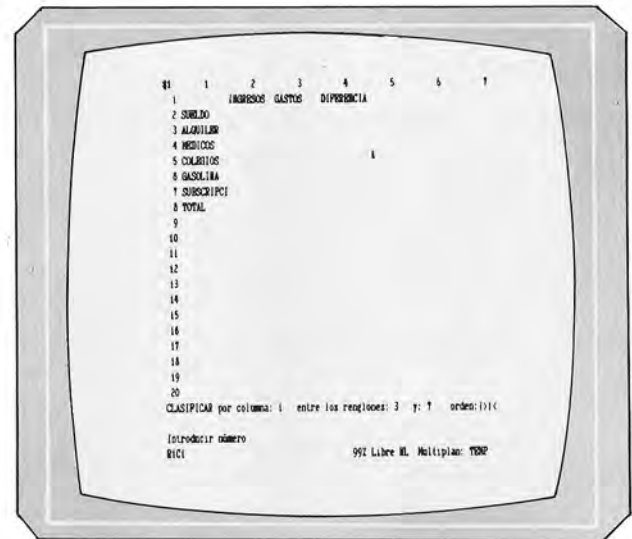 #1 1 2 3 4 5 6 7
1 INGRESOS GASTOS DIFERENCIA
2 SUELDO
3 ALQUILER
4 MEDICOS
5 COLEGIOS
6 GASOLINA
7 SUBSCRIPCI
8 TOTAL
9
10
11
12
13
14
15
16
17
18
19
20
CLASIFICAR por columna: 1 entre los renglones: 3 y: 7 orden:(>)<
Introducir número
R1C1 99% Libre ML Multiplan: TEMP